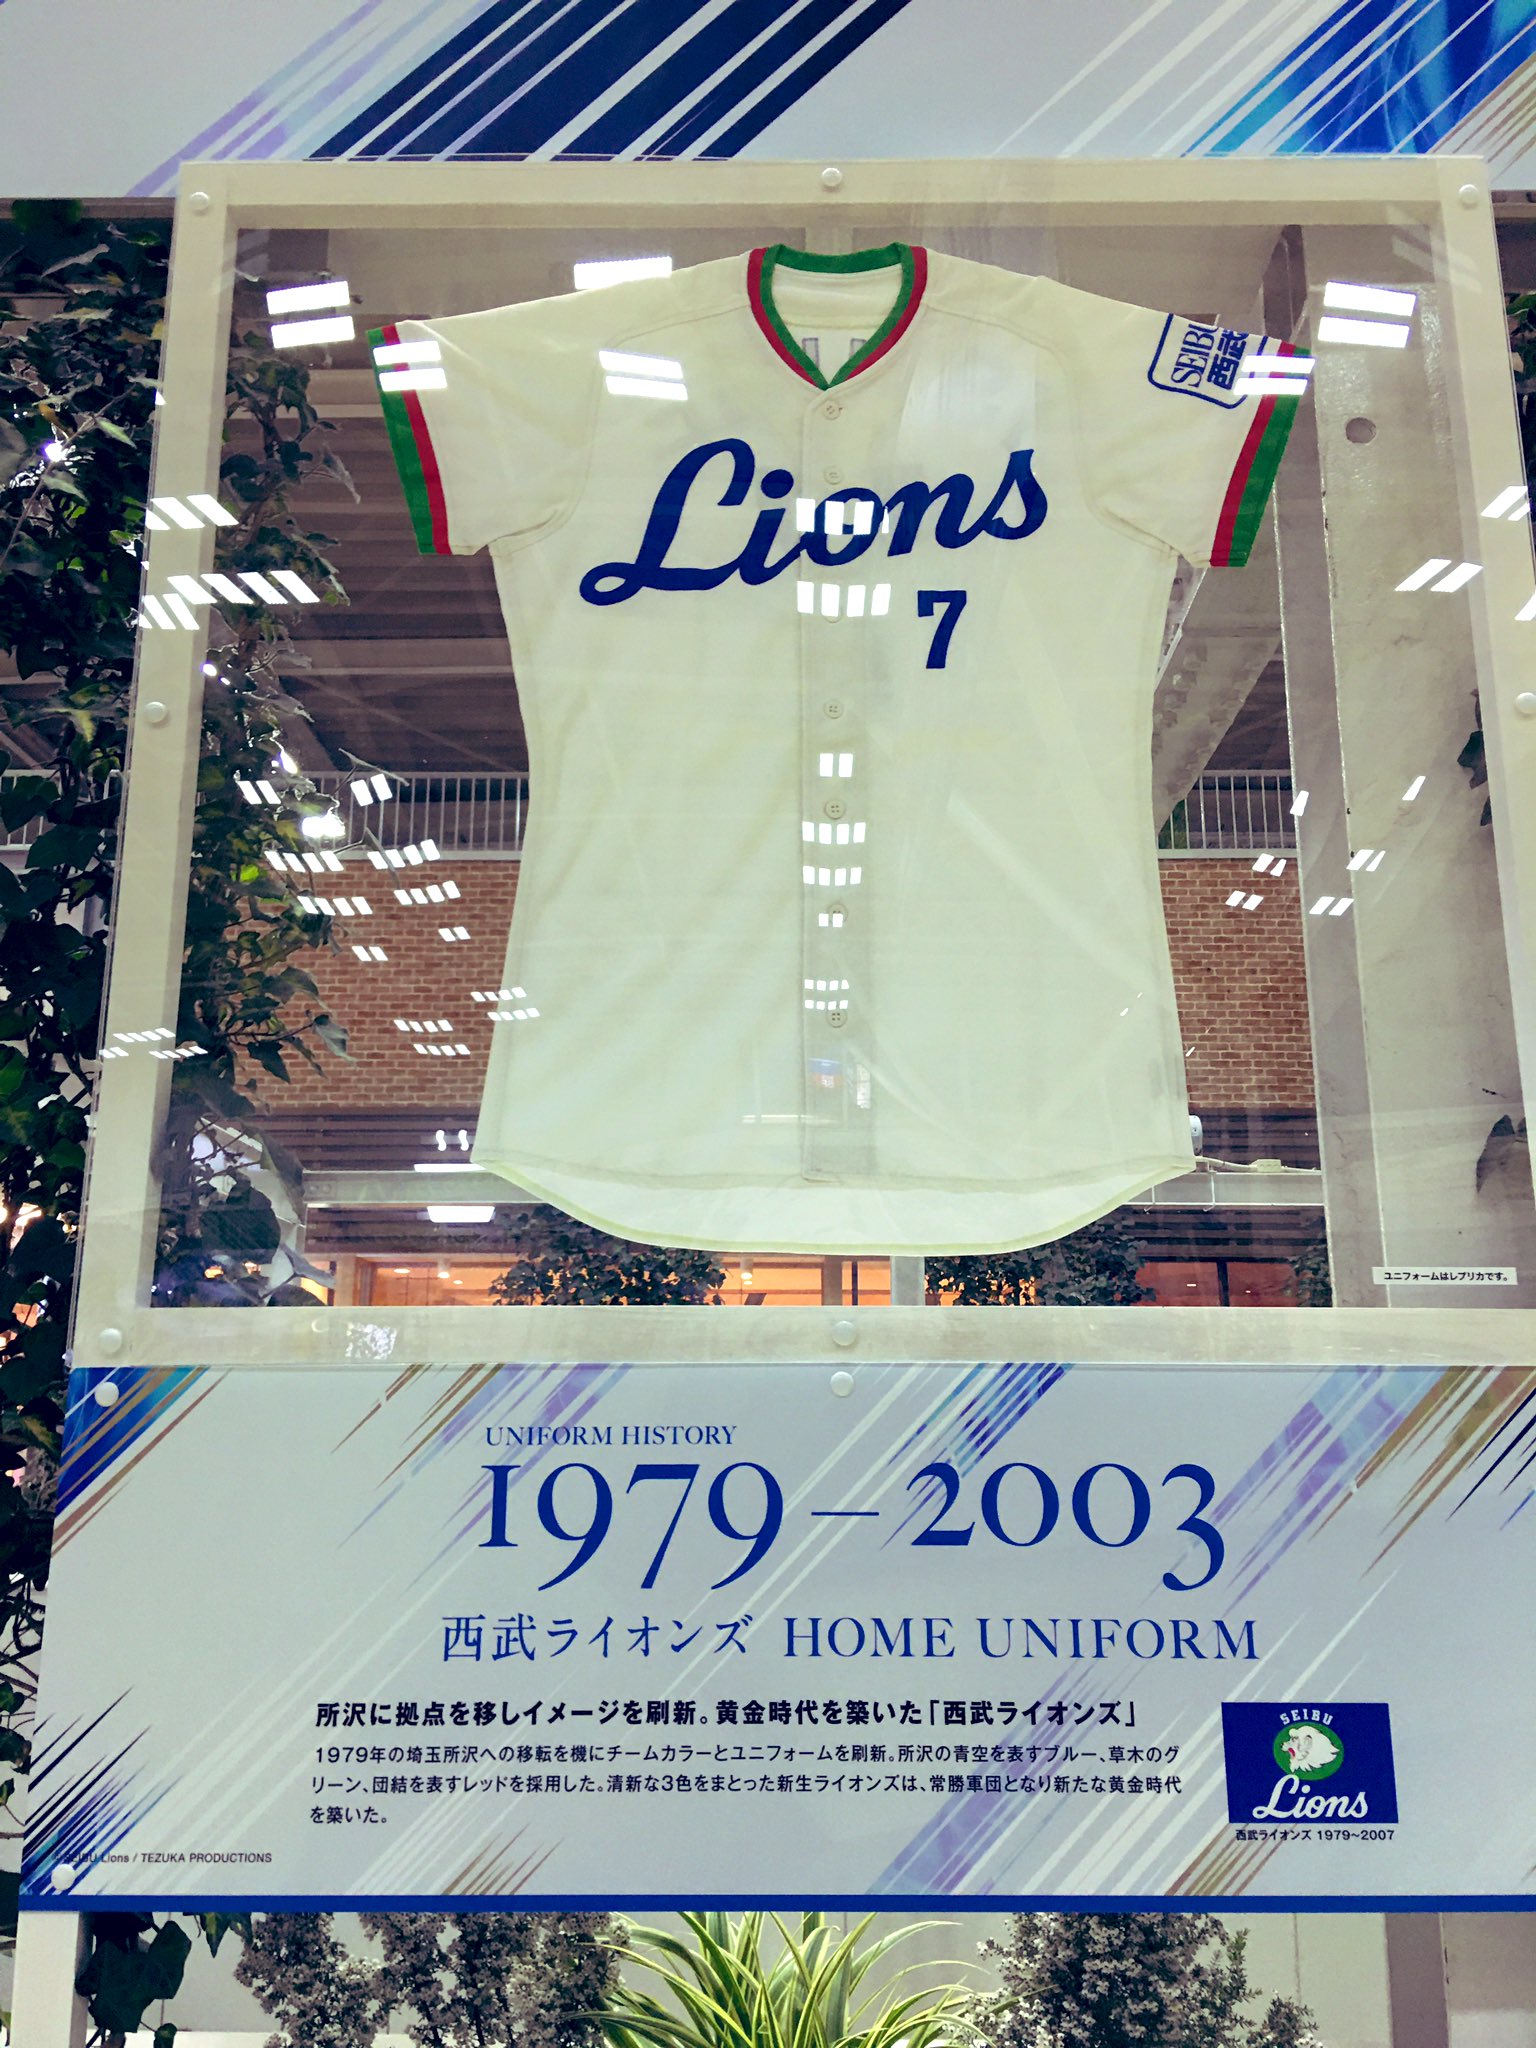 SEIBU
西武
Lions
7
ユニフォームはレプリカです。
UNIFORM HISTORY
1979－2003
西武ライオンズ HOME UNIFORM
所沢に拠点を移しイメージを刷新。黄金時代を築いた「西武ライオンズ」
1979年の埼玉所沢への移転を機にチームカラーとユニフォームを刷新。所沢の青空を表すブルー、草木のグ
リーン、団結を表すレッドを採用した。清新な3色をまとった新生ライオンズは、常勝軍団となり新たな黄金時代
を築いた。
SEIBU
Lions
西武ライオンズ 1979~2007
SEIBU Lions / TEZUKA PRODUCTIONS